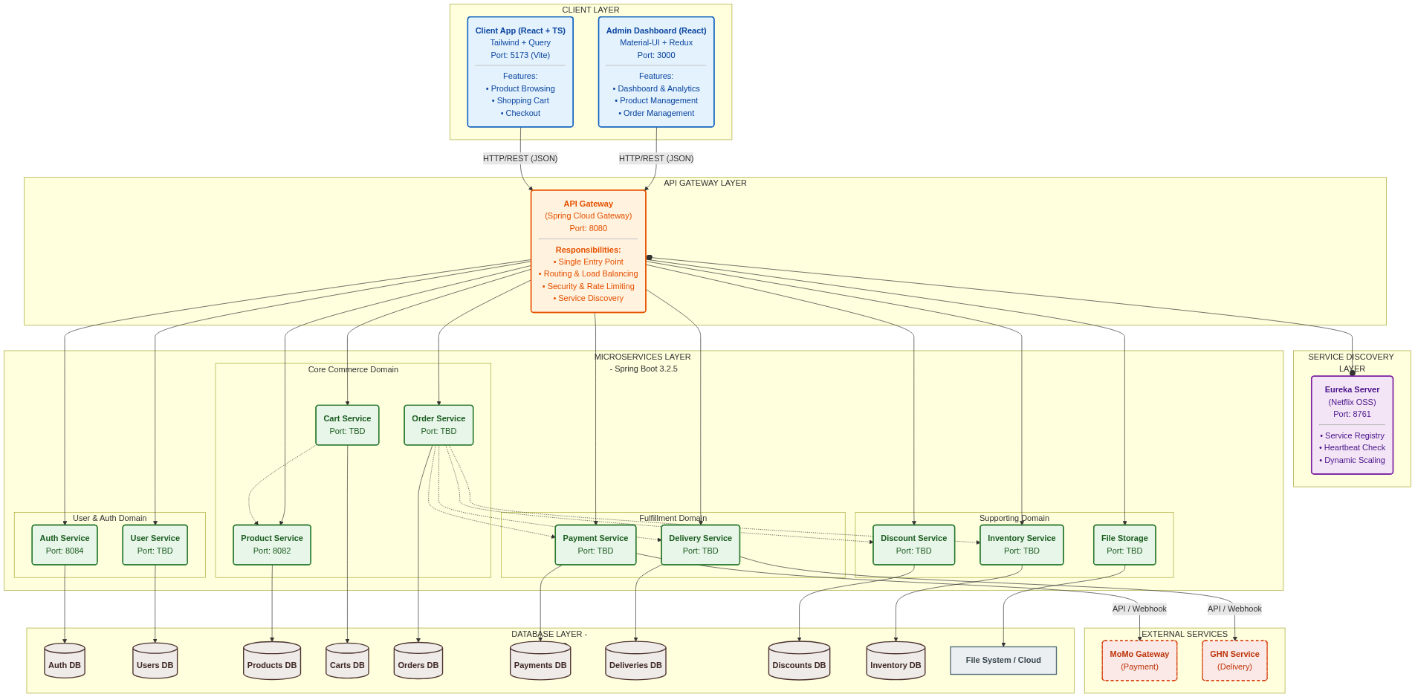 CLIENT LAYER
Client App (React + TS)
Tailwind + Query
Port: 5173 (Vite)
Features:
• Product Browsing
• Shopping Cart
• Checkout
Admin Dashboard (React)
Material-UI + Redux
Port: 3000
Features:
• Dashboard & Analytics
• Product Management
• Order Management
HTTP/REST (JSON)
HTTP/REST (JSON)
API GATEWAY LAYER
API Gateway
(Spring Cloud Gateway)
Port: 8080
Responsibilities:
• Single Entry Point
• Routing & Load Balancing
• Security & Rate Limiting
• Service Discovery
MICROSERVICES LAYER
- Spring Boot 3.2.5
SERVICE DISCOVERY
LAYER
Eureka Server
(Netflix OSS)
Port: 8761
• Service Registry
• Heartbeat Check
• Dynamic Scaling
Core Commerce Domain
Cart Service
Port: TBD
Order Service
Port: TBD
User & Auth Domain
Auth Service
Port: 8084
User Service
Port: TBD
Product Service
Port: 8082
Fulfillment Domain
Payment Service
Port: TBD
Delivery Service
Port: TBD
Supporting Domain
Discount Service
Port: TBD
Inventory Service
Port: TBD
File Storage
Port: TBD
API / Webhook
API / Webhook
DATABASE LAYER -
Auth DB
Users DB
Products DB
Carts DB
Orders DB
Payments DB
Deliveries DB
Discounts DB
Inventory DB
File System / Cloud
EXTERNAL SERVICES
MoMo Gateway
(Payment)
GHN Service
(Delivery)